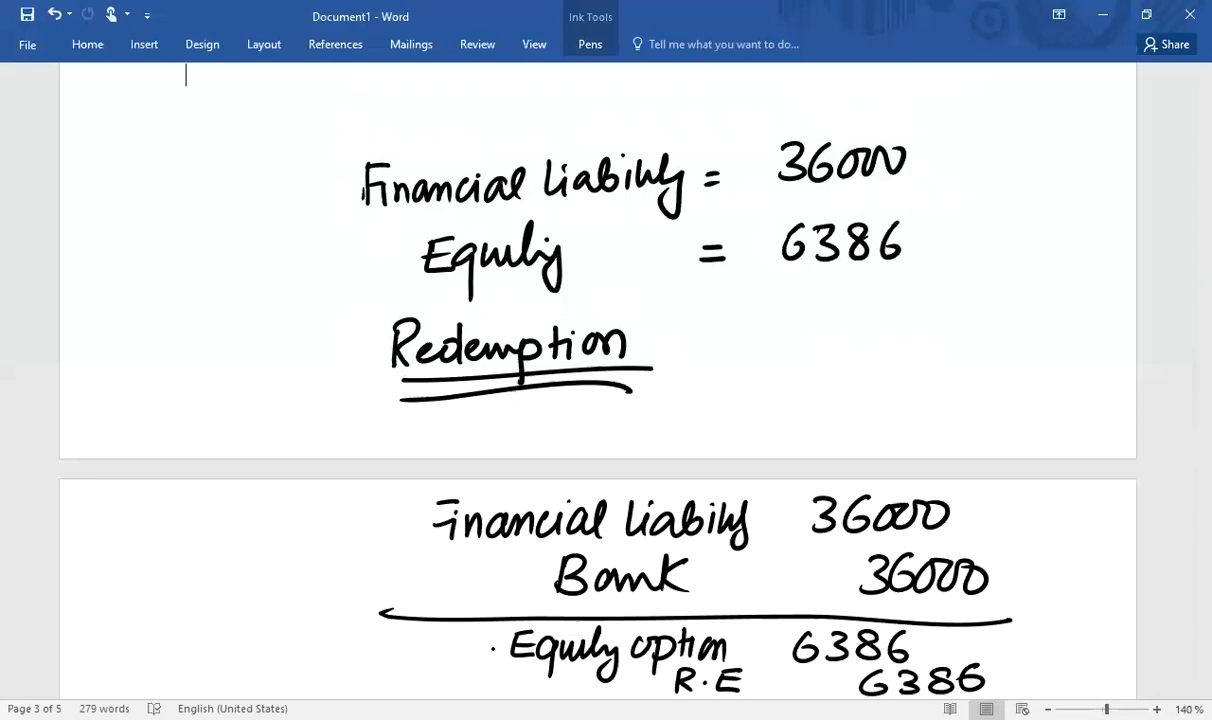 Document1 - Word
Ink Tools
File Home Insert Design Layout References Mailings Review View Pens Tell me what you want to do... Share
Financial liability = 36000
Equity = 6386
Redemption
Financial liability 36000
Bank 36000
Equity option 6386
R.E 6386
Page 3 of 5 279 words English (United States) 140 %